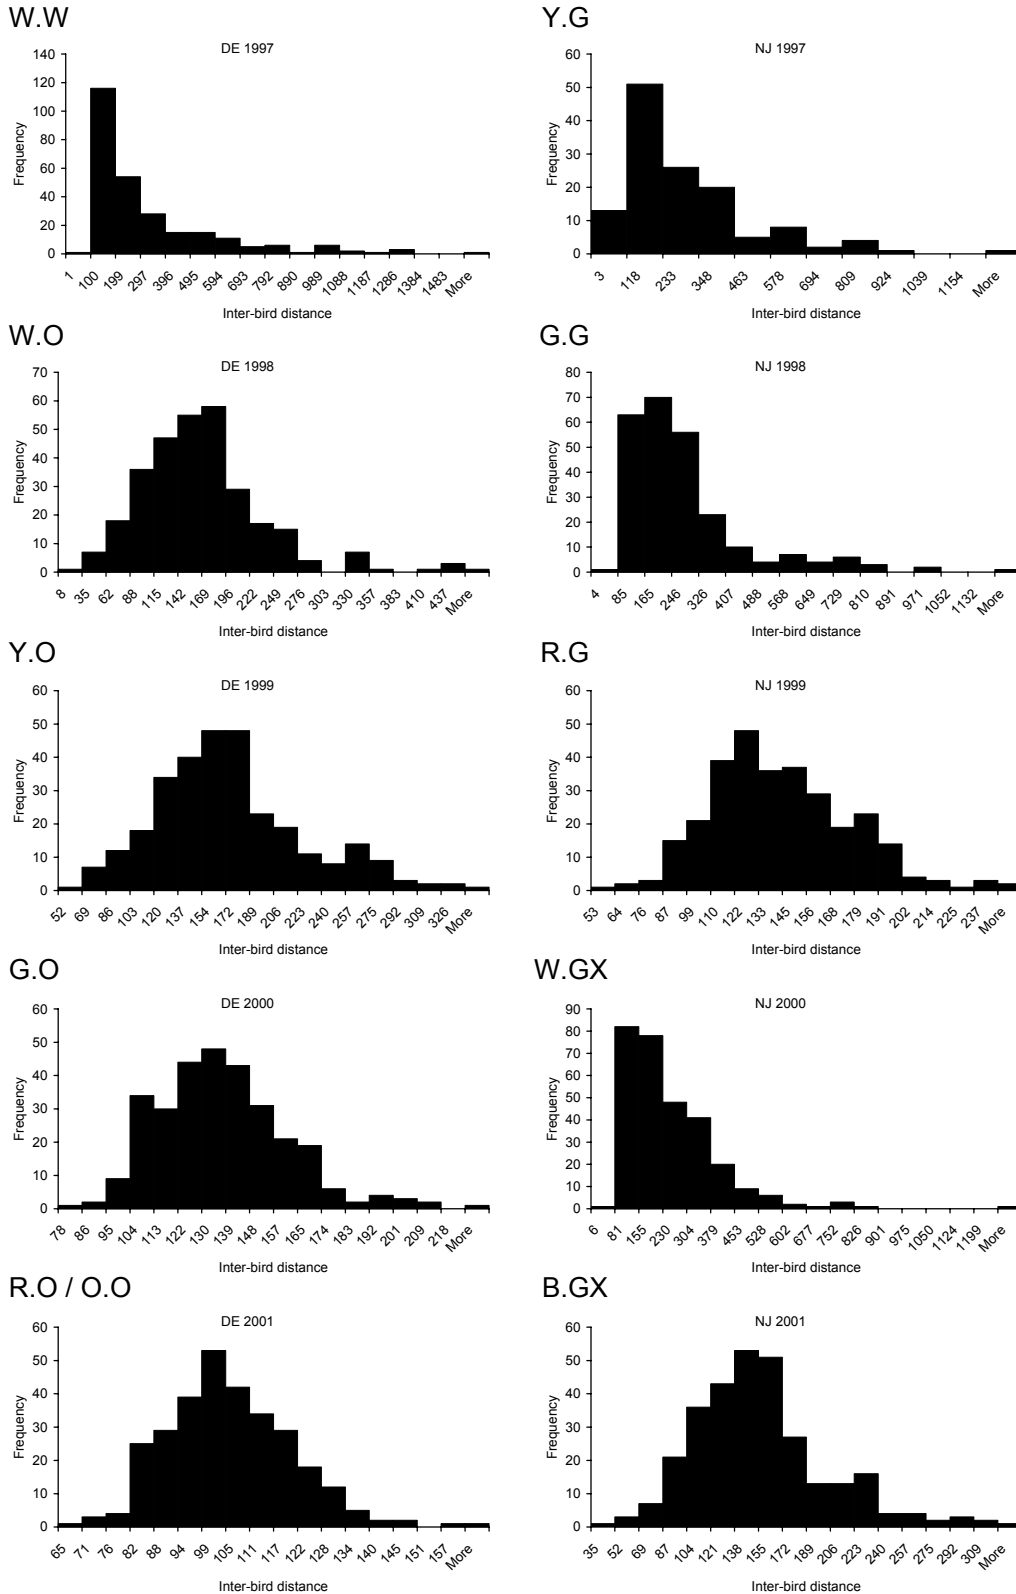 W.W
DE 1997
140
120
100
80
60
40
20
0
Frequency
1 100 199 297 396 495 594 693 792 890 989 1088 1187 1286 1384 1483 More
Inter-bird distance
Y.G
NJ 1997
60
50
40
30
20
10
0
Frequency
3 118 233 348 463 578 694 809 924 1039 1154 More
Inter-bird distance
W.O
DE 1998
70
60
50
40
30
20
10
0
Frequency
8 35 62 88 115 142 169 196 222 249 276 303 330 357 383 410 437 More
Inter-bird distance
G.G
NJ 1998
80
70
60
50
40
30
20
10
0
Frequency
4 85 165 246 326 407 488 568 649 729 810 891 971 1052 1132 More
Inter-bird distance
Y.O
DE 1999
60
50
40
30
20
10
0
Frequency
52 69 86 103 120 137 154 172 189 206 223 240 257 275 292 309 326 More
Inter-bird distance
R.G
NJ 1999
60
50
40
30
20
10
0
Frequency
53 64 76 87 99 110 122 133 145 156 168 179 191 202 214 225 237 More
Inter-bird distance
G.O
DE 2000
60
50
40
30
20
10
0
Frequency
78 86 95 104 113 122 130 139 148 157 165 174 183 192 201 209 218 More
Inter-bird distance
W.GX
NJ 2000
90
80
70
60
50
40
30
20
10
0
Frequency
6 81 155 230 304 379 453 528 602 677 752 826 901 975 1050 1124 1199 More
Inter-bird distance
R.O / O.O
DE 2001
60
50
40
30
20
10
0
Frequency
65 71 76 82 88 94 99 105 111 117 122 128 134 140 145 151 157 More
Inter-bird distance
B.GX
NJ 2001
60
50
40
30
20
10
0
Frequency
35 52 69 87 104 121 138 155 172 189 206 223 240 257 275 292 309 More
Inter-bird distance